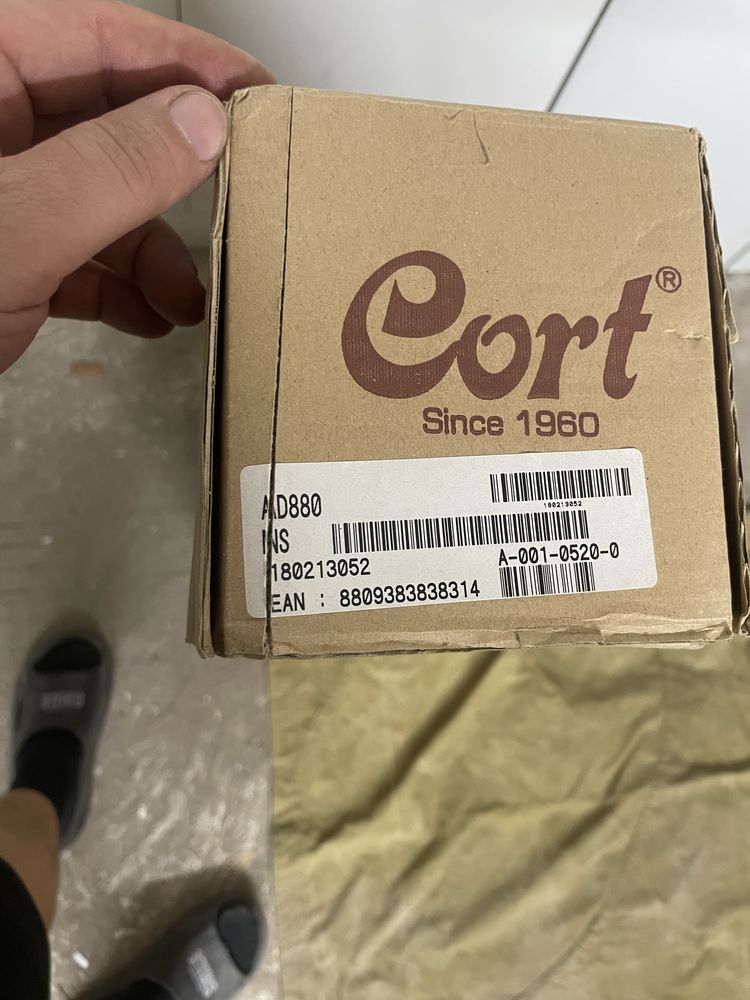 Cort®
Since 1960
AD880
NS
180213052
180213052
A-001-0520-0
EAN : 8809383838314